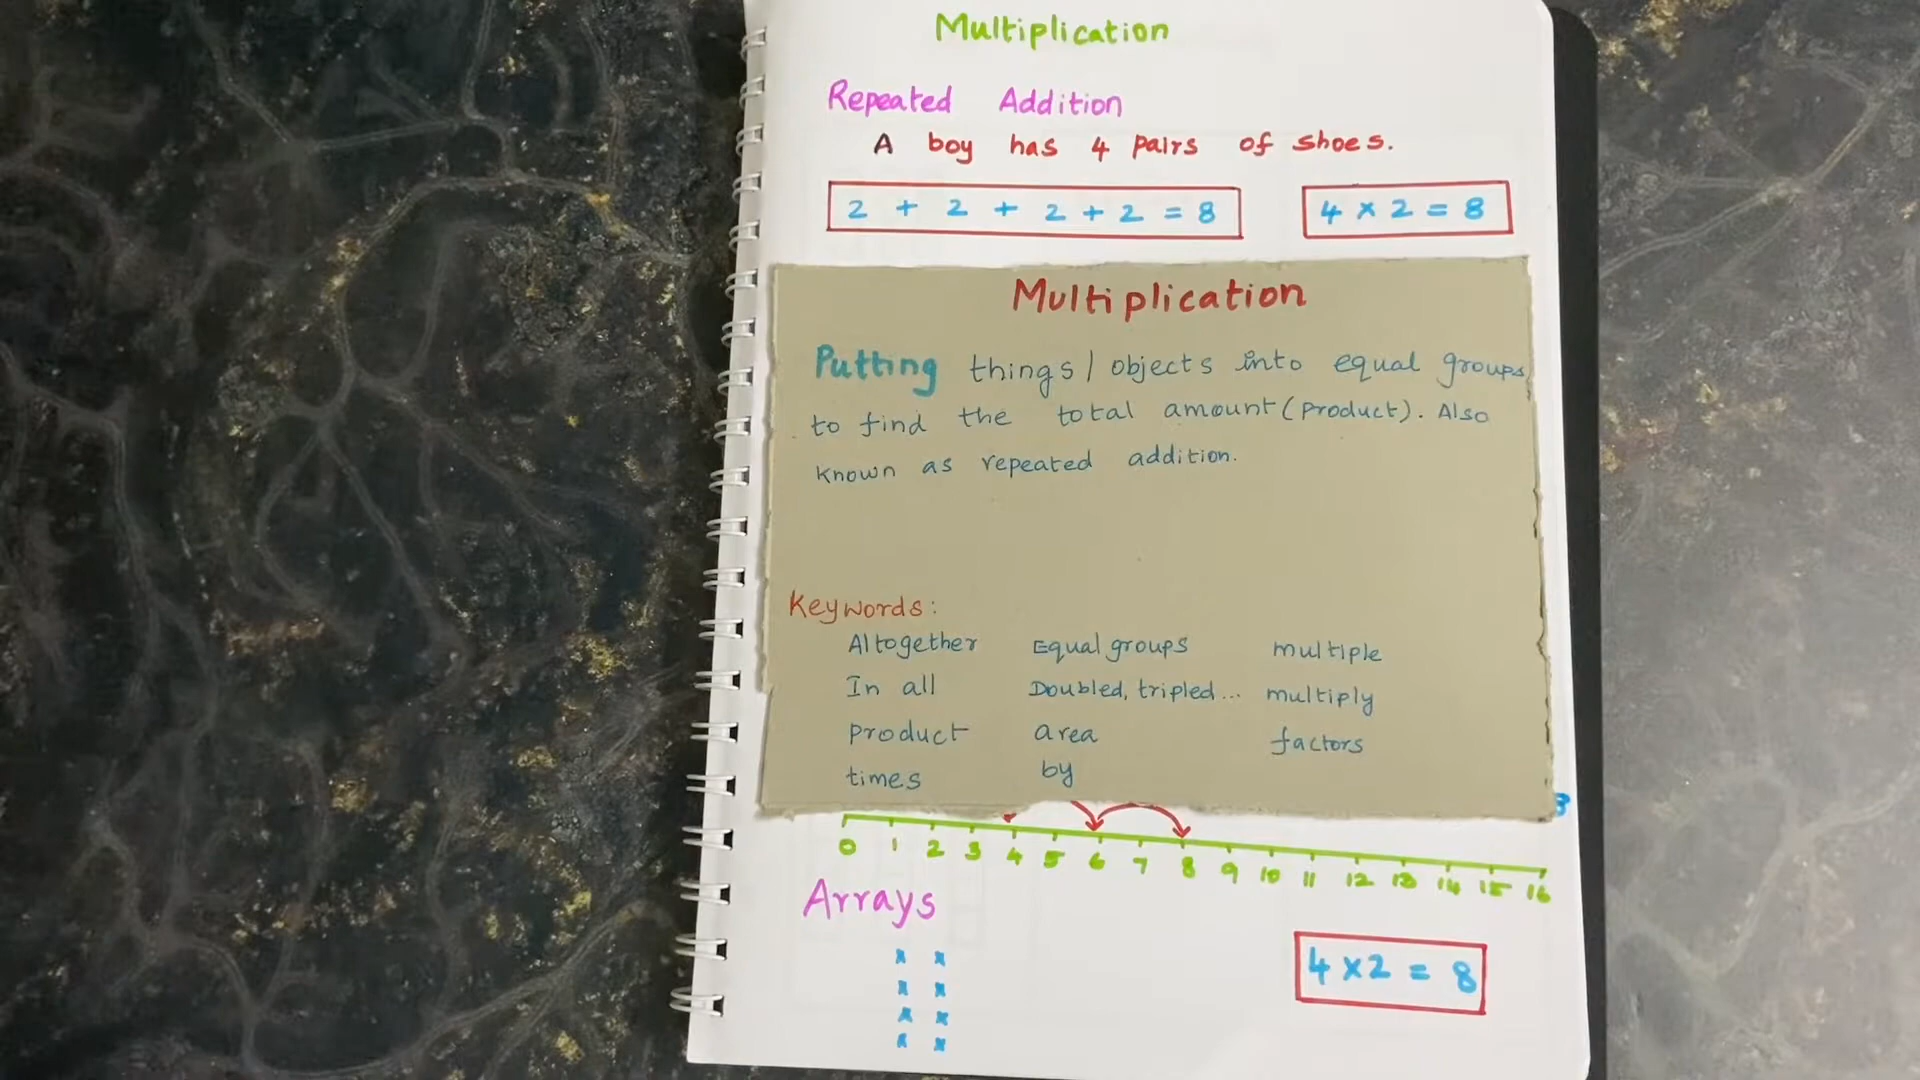 Multiplication
Repeated Addition
A boy has 4 pairs of shoes.
2 + 2 + 2 + 2 = 8
4 x 2 = 8
Multiplication
Putting things/objects into equal groups
to find the total amount (product). Also
known as repeated addition.
Keywords:
Altogether Equal groups multiple
In all Doubled, tripled... multiply
product area factors
times by
0 1 2 3 4 5 6 7 8 9 10 11 12 13 14 15 16
Arrays
x x
x x
x x
x x
4 x 2 = 8